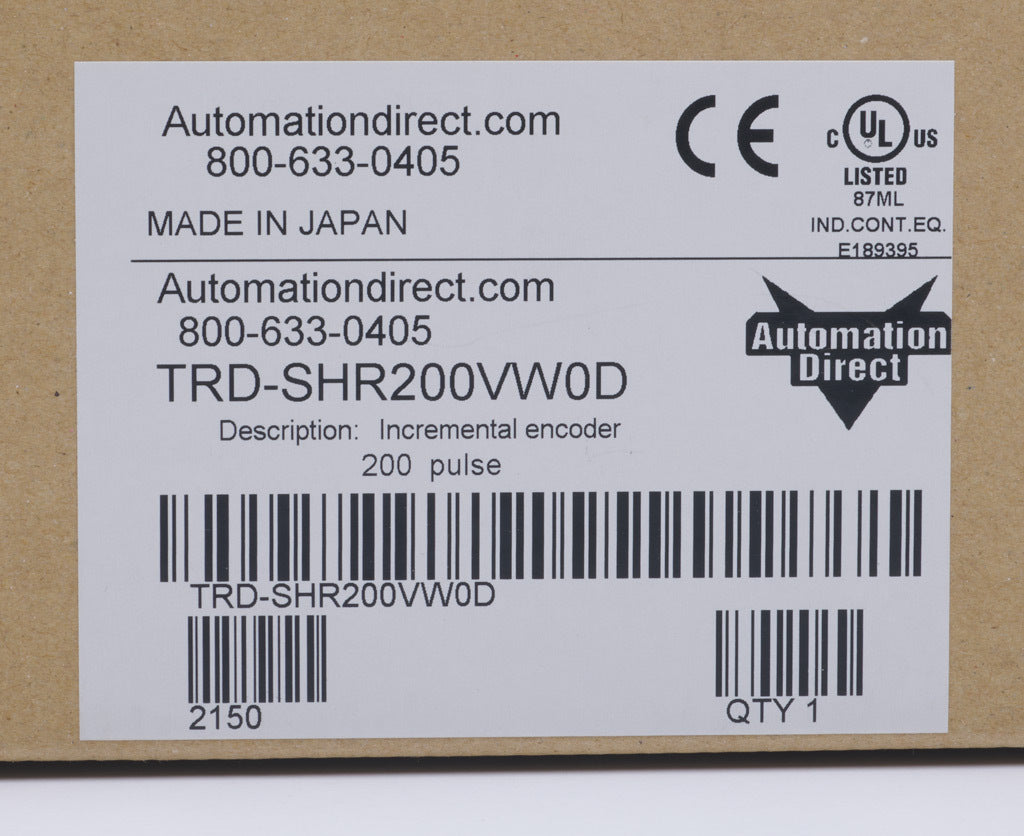 Automationdirect.com
800-633-0405
MADE IN JAPAN
CE
C UL US
LISTED
87ML
IND.CONT.EQ.
E189395
Automationdirect.com
800-633-0405
TRD-SHR200VW0D
Description: Incremental encoder
200 pulse
Automation
Direct
TRD-SHR200VW0D
2150
QTY 1